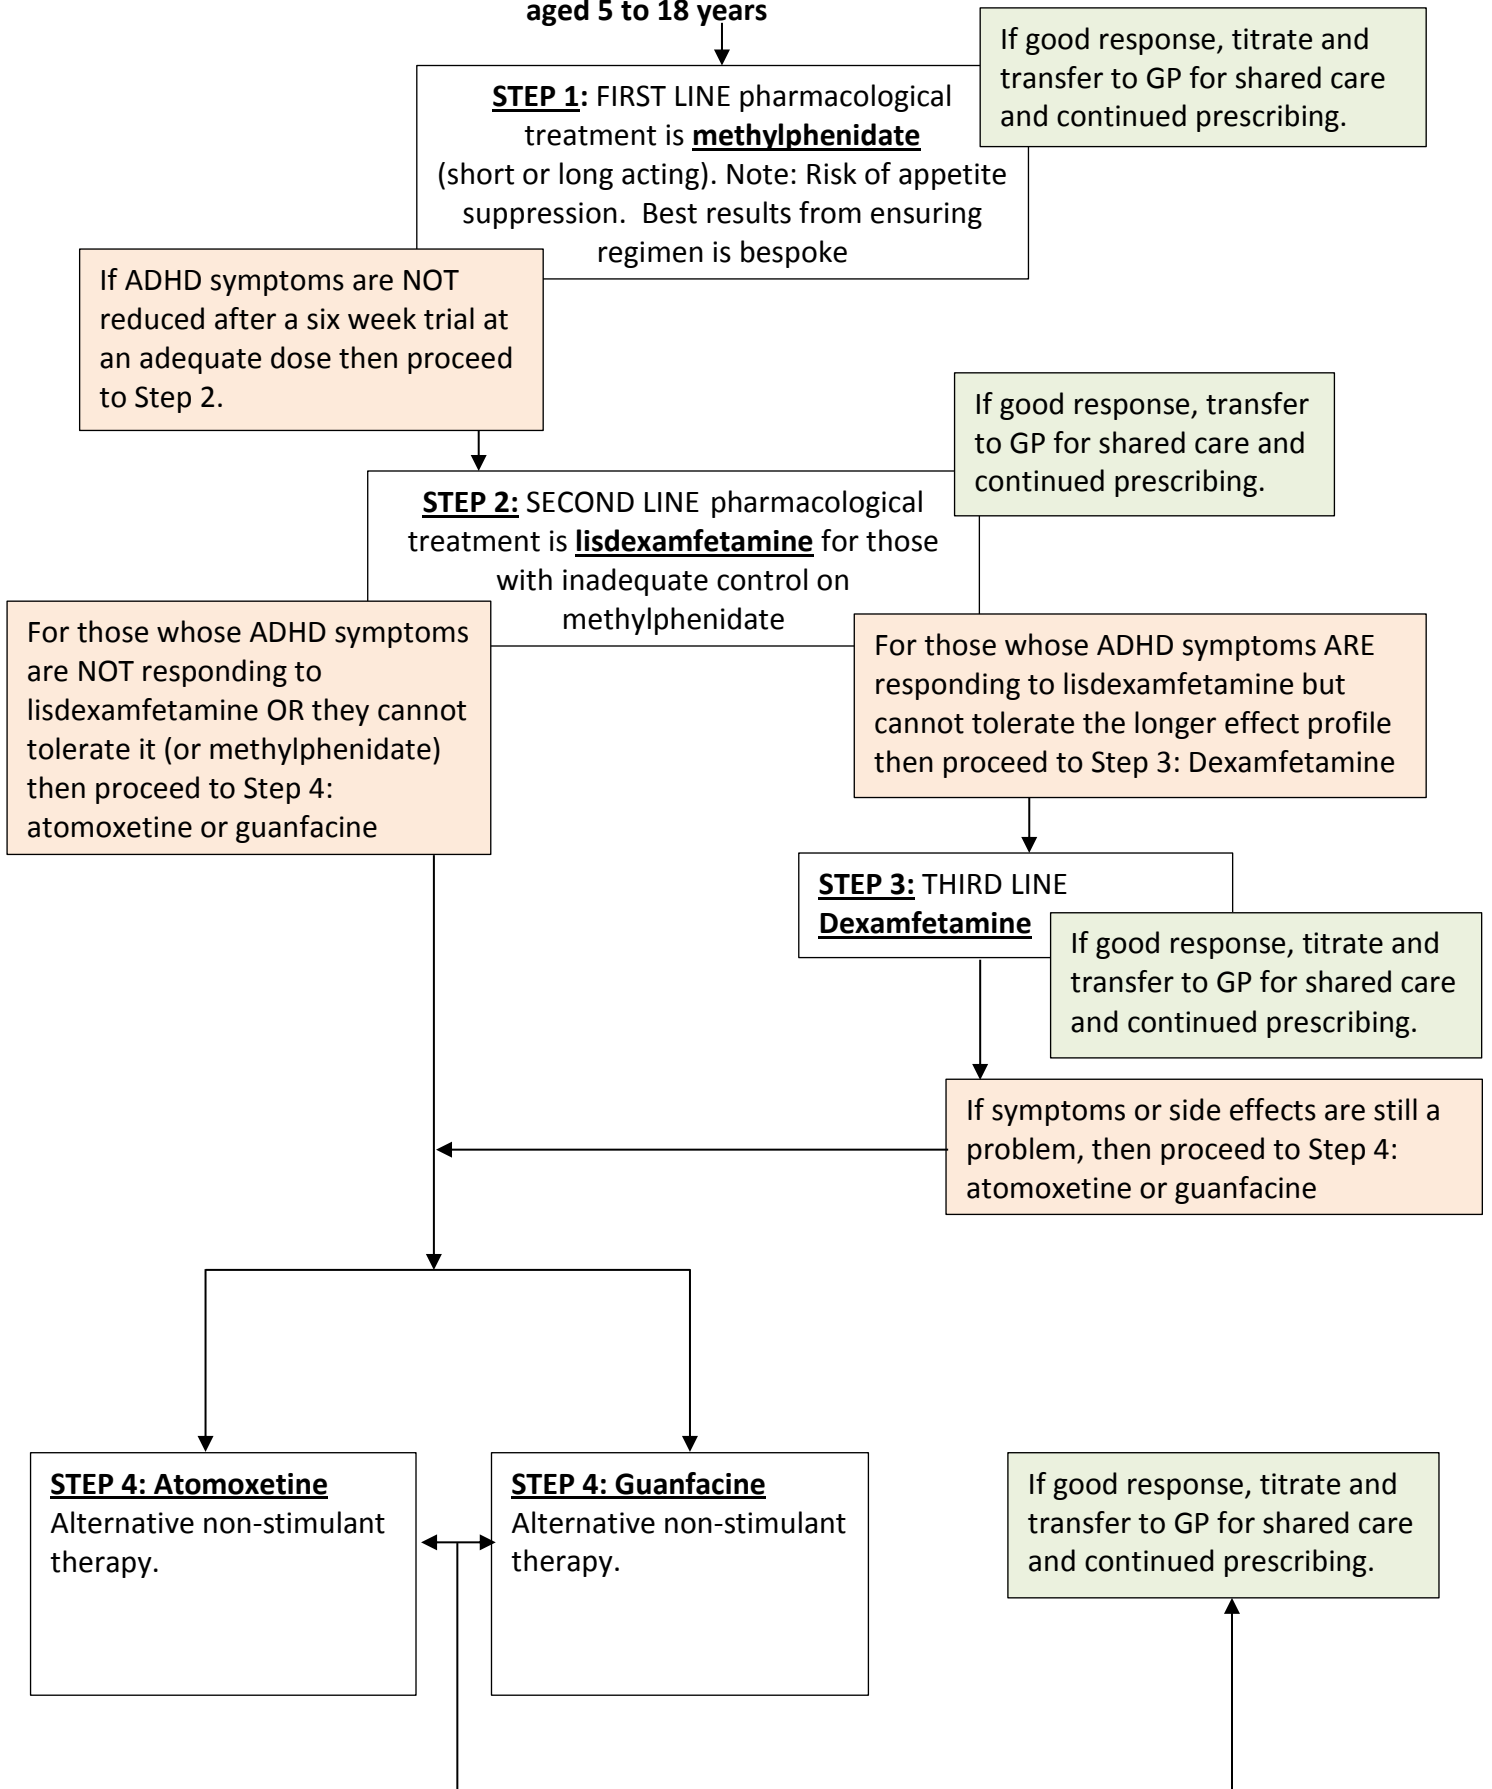 aged 5 to 18 years
If good response, titrate and
transfer to GP for shared care
and continued prescribing.
STEP 1: FIRST LINE pharmacological
treatment is methylphenidate
(short or long acting). Note: Risk of appetite
suppression.  Best results from ensuring
regimen is bespoke
If ADHD symptoms are NOT
reduced after a six week trial at
an adequate dose then proceed
to Step 2.
If good response, transfer
to GP for shared care and
continued prescribing.
STEP 2: SECOND LINE pharmacological
treatment is lisdexamfetamine for those
with inadequate control on
methylphenidate
For those whose ADHD symptoms
are NOT responding to
lisdexamfetamine OR they cannot
tolerate it (or methylphenidate)
then proceed to Step 4:
atomoxetine or guanfacine
For those whose ADHD symptoms ARE
responding to lisdexamfetamine but
cannot tolerate the longer effect profile
then proceed to Step 3: Dexamfetamine
STEP 3: THIRD LINE
Dexamfetamine
If good response, titrate and
transfer to GP for shared care
and continued prescribing.
If symptoms or side effects are still a
problem, then proceed to Step 4:
atomoxetine or guanfacine
STEP 4: Atomoxetine
Alternative non-stimulant
therapy.
STEP 4: Guanfacine
Alternative non-stimulant
therapy.
If good response, titrate and
transfer to GP for shared care
and continued prescribing.